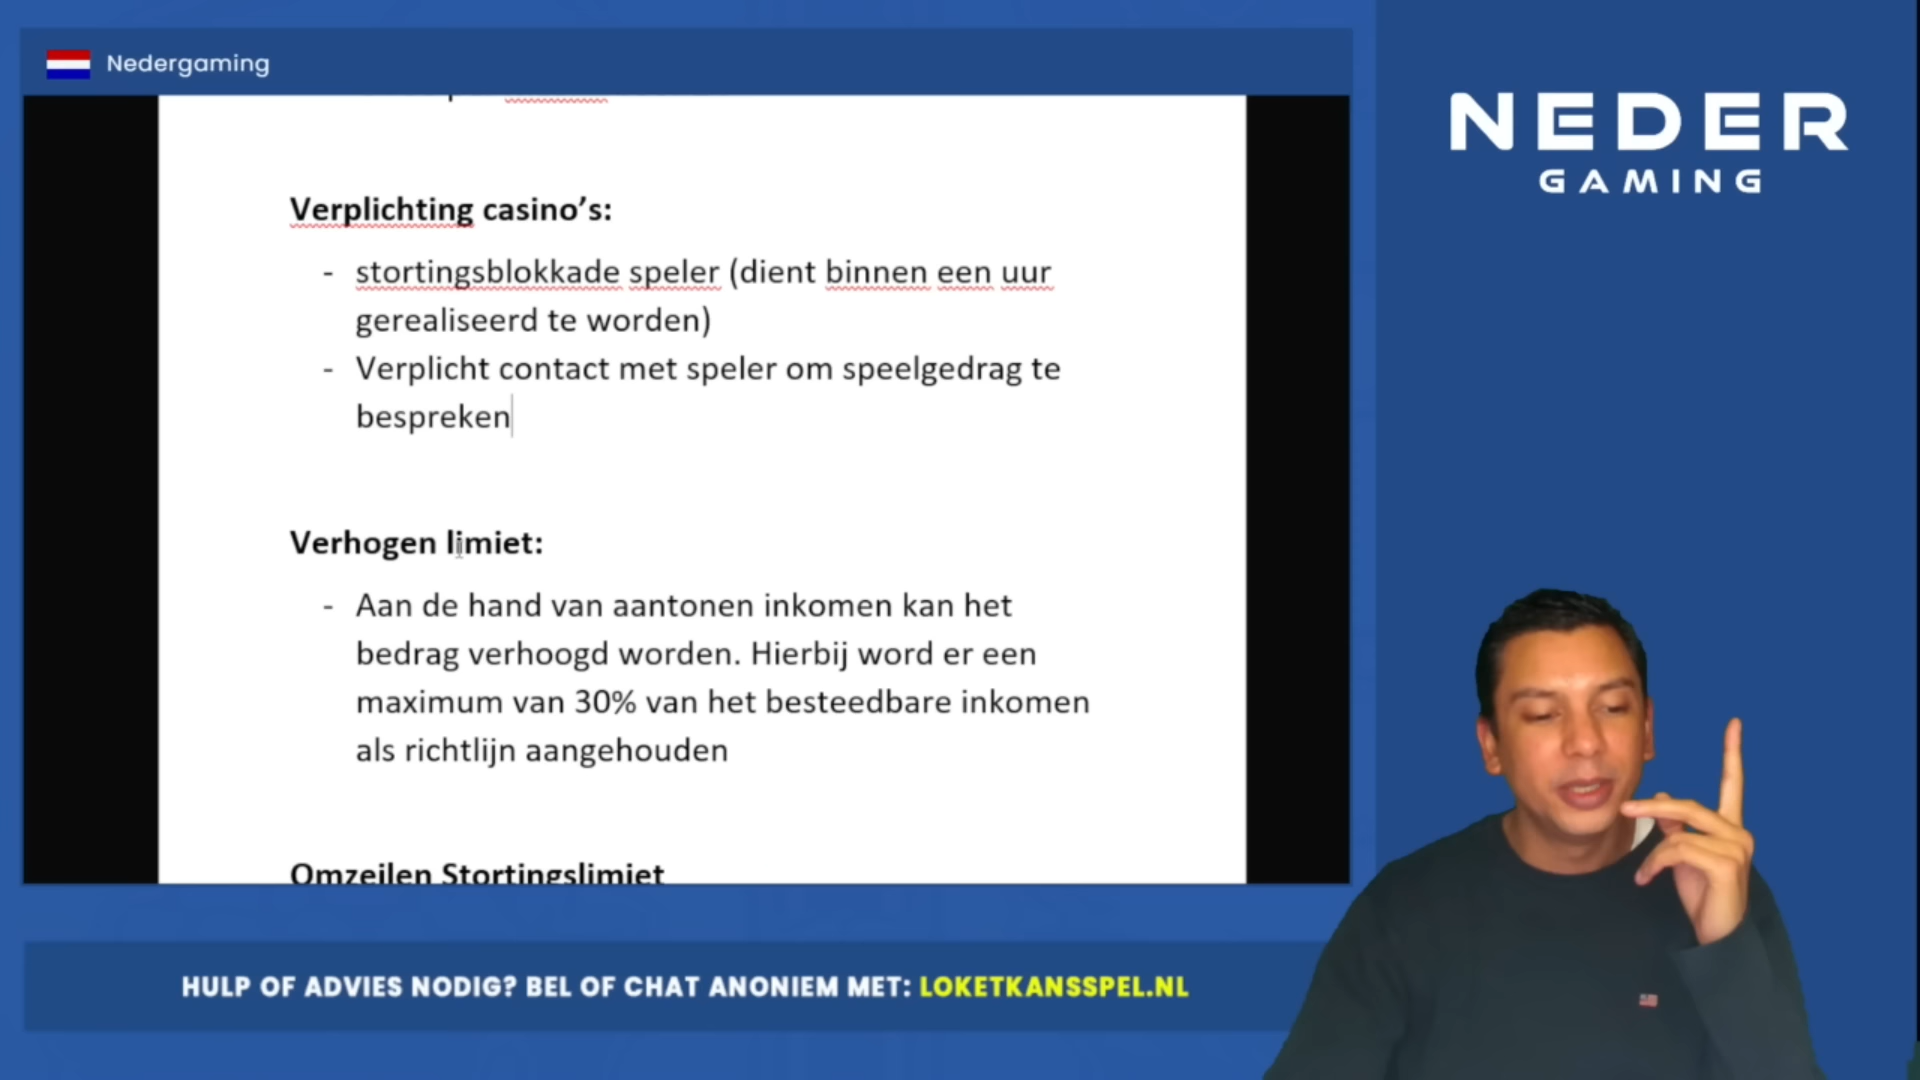 Nedergaming
NEDER
GAMING
Verplichting casino’s:
- stortingsblokkade speler (dient binnen een uur
gerealiseerd te worden)
- Verplicht contact met speler om speelgedrag te
bespreken
Verhogen limiet:
- Aan de hand van aantonen inkomen kan het
bedrag verhoogd worden. Hierbij word er een
maximum van 30% van het besteedbare inkomen
als richtlijn aangehouden
Omzeilen Stortingslimiet
HULP OF ADVIES NODIG? BEL OF CHAT ANONIEM MET: LOKETKANSSPEL.NL